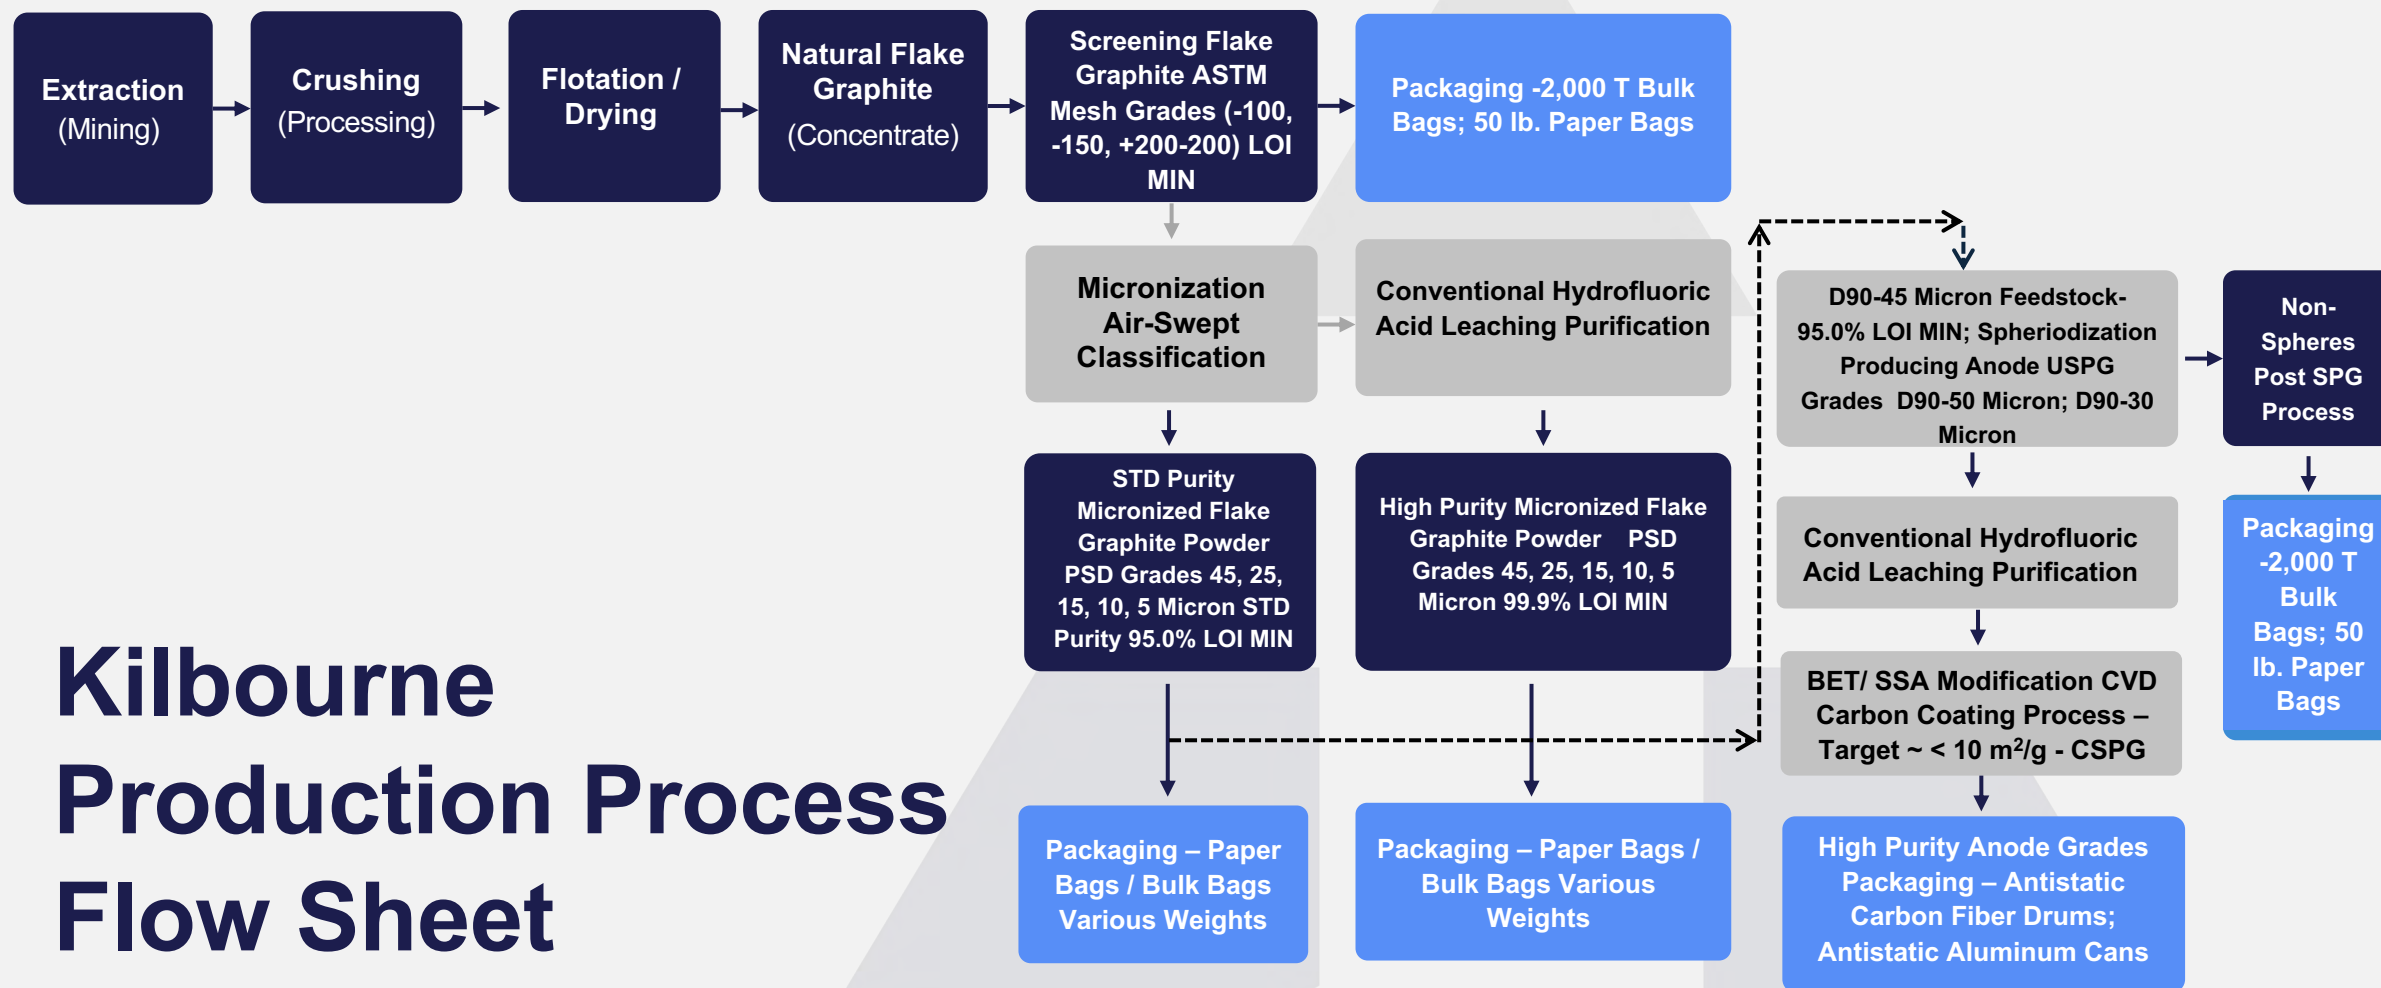 Extraction
(Mining)
Crushing
(Processing)
Flotation /
Drying
Natural Flake
Graphite
(Concentrate)
Screening Flake
Graphite ASTM
Mesh Grades (-100,
-150, +200-200) LOI
MIN
Packaging -2,000 T Bulk
Bags; 50 lb. Paper Bags
Micronization
Air-Swept
Classification
Conventional Hydrofluoric
Acid Leaching Purification
D90-45 Micron Feedstock-
95.0% LOI MIN; Spheriodization
Producing Anode USPG
Grades D90-50 Micron; D90-30
Micron
Non-
Spheres
Post SPG
Process
STD Purity
Micronized Flake
Graphite Powder
PSD Grades 45, 25,
15, 10, 5 Micron STD
Purity 95.0% LOI MIN
High Purity Micronized Flake
Graphite Powder PSD
Grades 45, 25, 15, 10, 5
Micron 99.9% LOI MIN
Conventional Hydrofluoric
Acid Leaching Purification
Packaging
-2,000 T
Bulk
Bags; 50
lb. Paper
Bags
BET/ SSA Modification CVD
Carbon Coating Process –
Target ~ < 10 m²/g - CSPG
Packaging – Paper
Bags / Bulk Bags
Various Weights
Packaging – Paper Bags /
Bulk Bags Various
Weights
High Purity Anode Grades
Packaging – Antistatic
Carbon Fiber Drums;
Antistatic Aluminum Cans
Kilbourne
Production Process
Flow Sheet